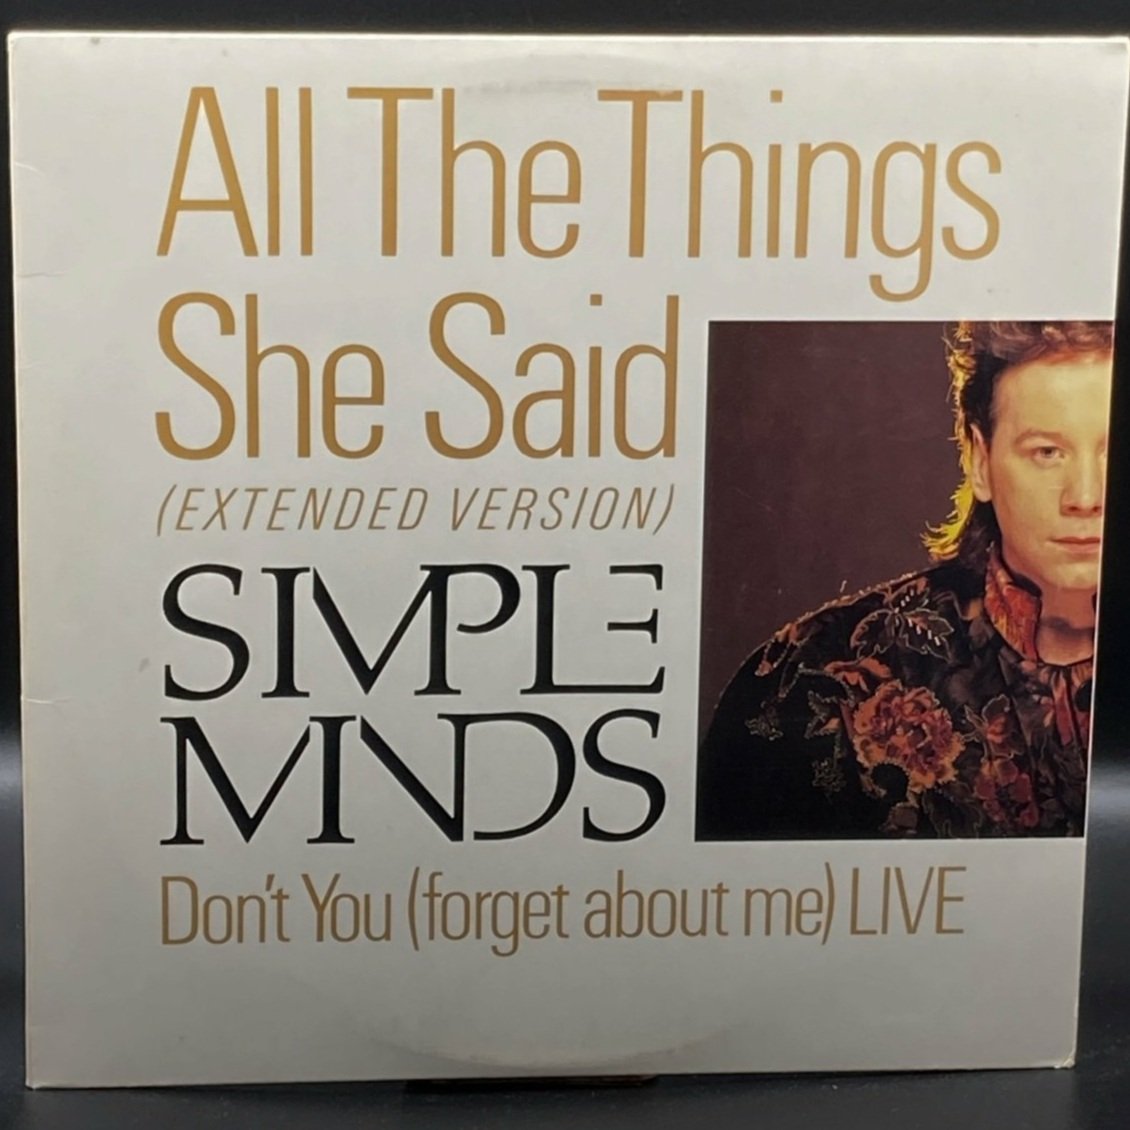 All The Things
She Said
(EXTENDED VERSION)
SIMPLE
MINDS
Don't You (forget about me) LIVE